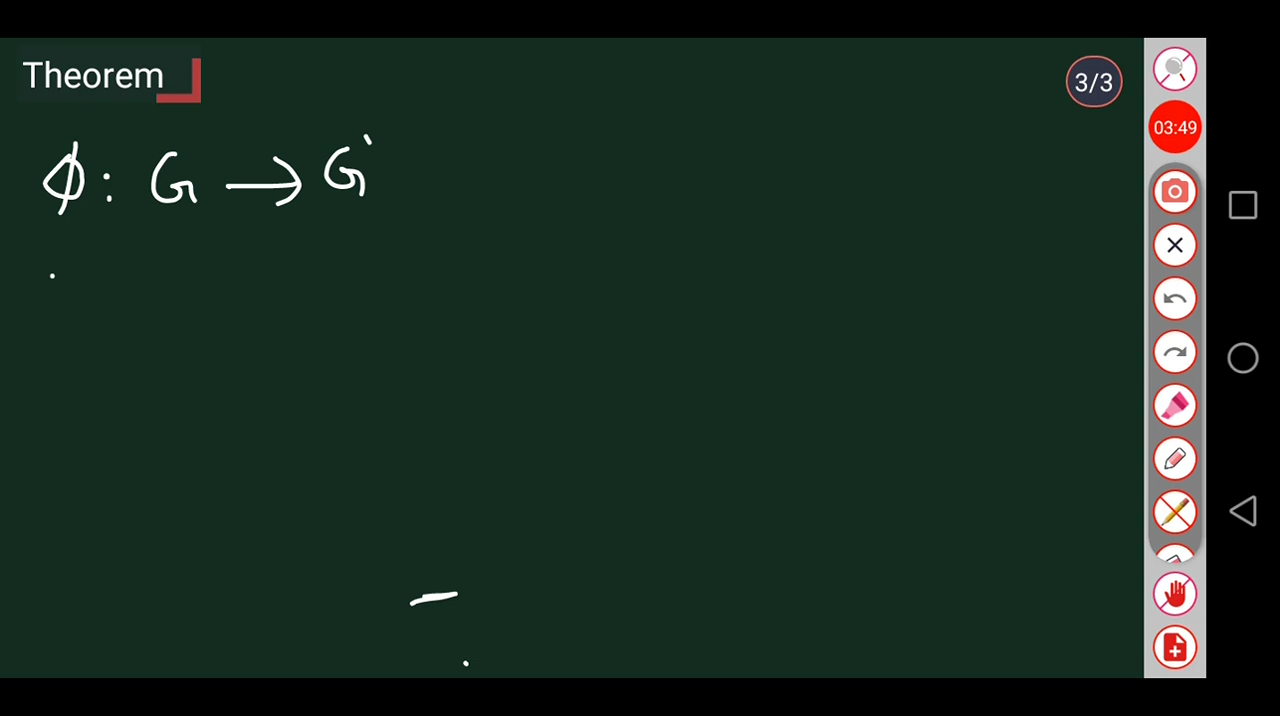 Theorem
3/3
03:49
ϕ: G → G'